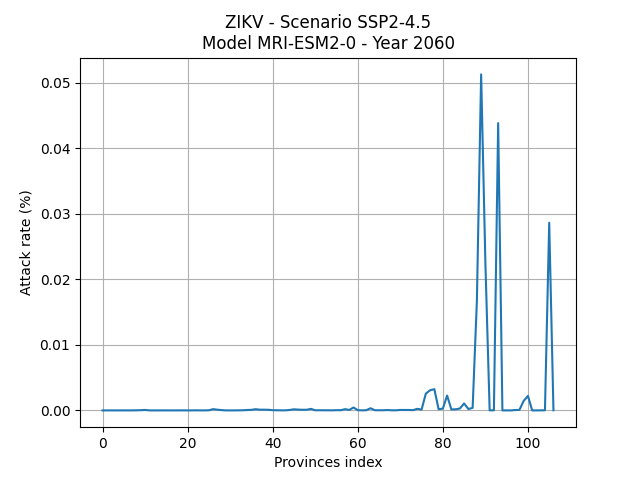 ZIKV - Scenario SSP2-4.5
Model MRI-ESM2-0 - Year 2060
0.05
0.04
0.03
0.02
0.01
0.00
Attack rate (%)
0 20 40 60 80 100
Provinces index